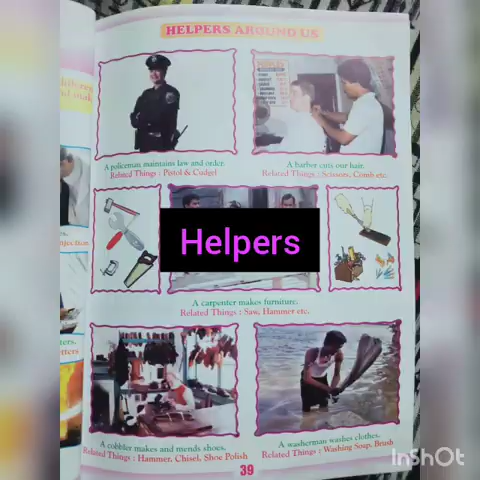 HELPERS AROUND US
A policeman maintains law and order.
Related Things : Pistol & Cudgel
A barber cuts our hair.
Related Things : Scissors, Comb etc.
Helpers
A carpenter makes furniture.
Related Things : Saw, Hammer etc.
A cobbler makes and mends shoes.
Related Things : Hammer, Chisel, Shoe Polish
A washerman washes clothes.
Related Things : Washing Soap, Brush
39
InShOt